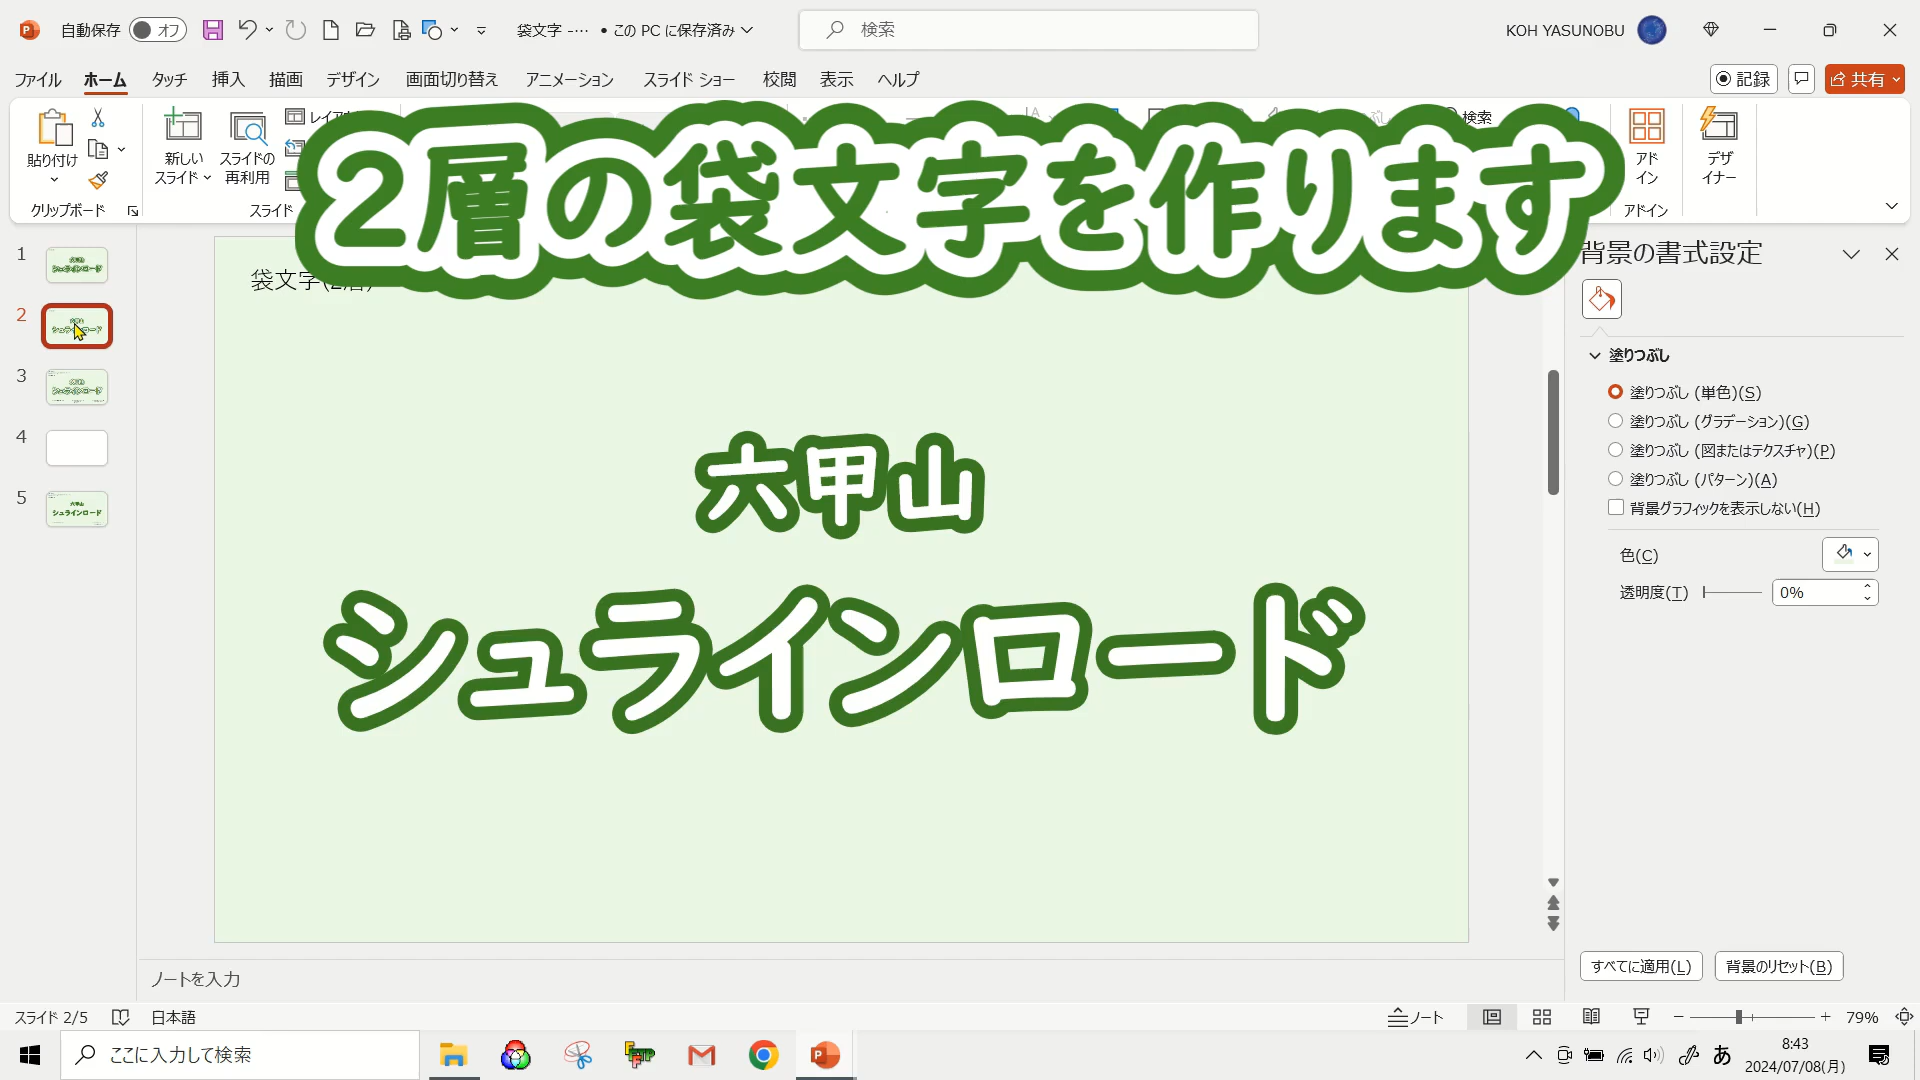 自動保存 オフ 袋文字 -… • この PC に保存済み 検索 KOH YASUNOBU
ファイル ホーム タッチ 挿入 描画 デザイン 画面切り替え アニメーション スライド ショー 校閲 表示 ヘルプ 記録 共有
貼り付け
クリップボード
新しい
スライド
スライドの
再利用
スライド
検索
アド
イン
アドイン
デザ
イナー
2層の袋文字を作ります
1
2
3
4
5
袋文字(2層)
六甲山
シュラインロード
ノートを入力
背景の書式設定
塗りつぶし
塗りつぶし (単色)(S)
塗りつぶし (グラデーション)(G)
塗りつぶし (図またはテクスチャ)(P)
塗りつぶし (パターン)(A)
背景グラフィックを表示しない(H)
色(C)
透明度(T) 0%
すべてに適用(L) 背景のリセット(B)
スライド 2/5 日本語 ノート 79%
ここに入力して検索
あ
8:43
2024/07/08(月)